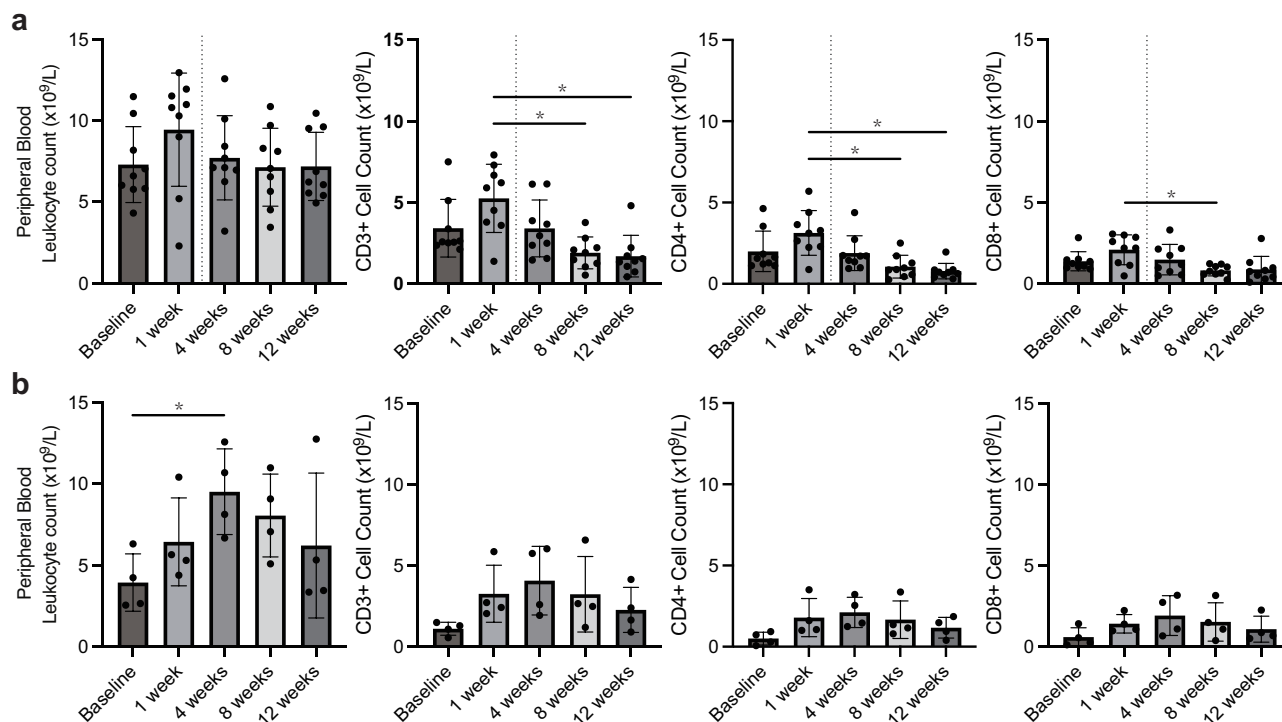 a
Peripheral Blood
Leukocyte count (x10⁹/L)
15
10
5
0
Baseline
1 week
4 weeks
8 weeks
12 weeks
CD3+ Cell Count (x10⁹/L)
15
10
5
0
*
*
Baseline
1 week
4 weeks
8 weeks
12 weeks
CD4+ Cell Count (x10⁹/L)
15
10
5
0
*
*
Baseline
1 week
4 weeks
8 weeks
12 weeks
CD8+ Cell Count (x10⁹/L)
15
10
5
0
*
Baseline
1 week
4 weeks
8 weeks
12 weeks
b
Peripheral Blood
Leukocyte count (x10⁹/L)
15
10
5
0
*
Baseline
1 week
4 weeks
8 weeks
12 weeks
CD3+ Cell Count (x10⁹/L)
15
10
5
0
Baseline
1 week
4 weeks
8 weeks
12 weeks
CD4+ Cell Count (x10⁹/L)
15
10
5
0
Baseline
1 week
4 weeks
8 weeks
12 weeks
CD8+ Cell Count (x10⁹/L)
15
10
5
0
Baseline
1 week
4 weeks
8 weeks
12 weeks